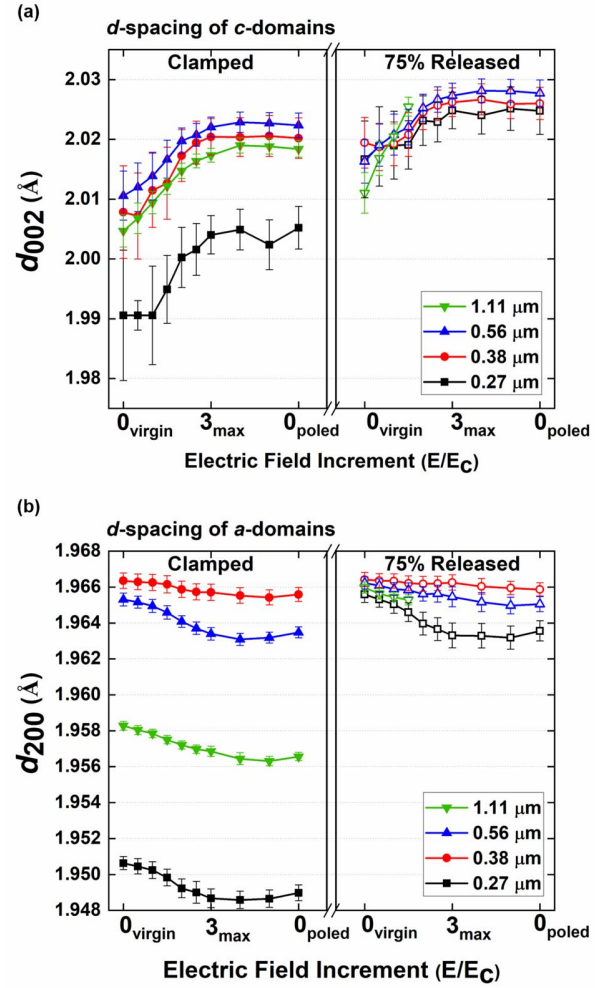 (a)
d-spacing of c-domains
Clamped
75% Released
2.03
2.02
2.01
2.00
1.99
1.98
d002 (Å)
1.11 μm
0.56 μm
0.38 μm
0.27 μm
0virgin 3max 0poled 0virgin 3max 0poled
Electric Field Increment (E/EC)
(b)
d-spacing of a-domains
Clamped
75% Released
1.968
1.966
1.964
1.962
1.960
1.958
1.956
1.954
1.952
1.950
1.948
d200 (Å)
1.11 μm
0.56 μm
0.38 μm
0.27 μm
0virgin 3max 0poled 0virgin 3max 0poled
Electric Field Increment (E/EC)